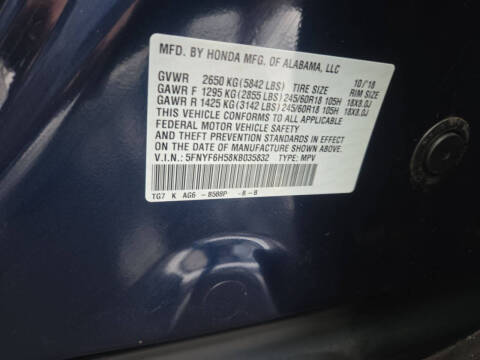 MFD. BY HONDA MFG. OF ALABAMA, LLC 10/'18
GVWR 2650 KG(5842 LBS) TIRE SIZE RIM SIZE
GAWR F 1295 KG(2855 LBS)245/60R18 105H 18X8.0J
GAWR R 1425 KG(3142 LBS)245/60R18 105H 18X8.0J
THIS VEHICLE CONFORMS TO ALL APPLICABLE
FEDERAL MOTOR VEHICLE SAFETY
AND THEFT PREVENTION STANDARDS IN EFFECT
ON THE DATE OF MANUFACTURE SHOWN ABOVE.
V.I.N.: 5FNYF6H58KB035832 TYPE: MPV
TG7 K AG6 -B588P -B -B